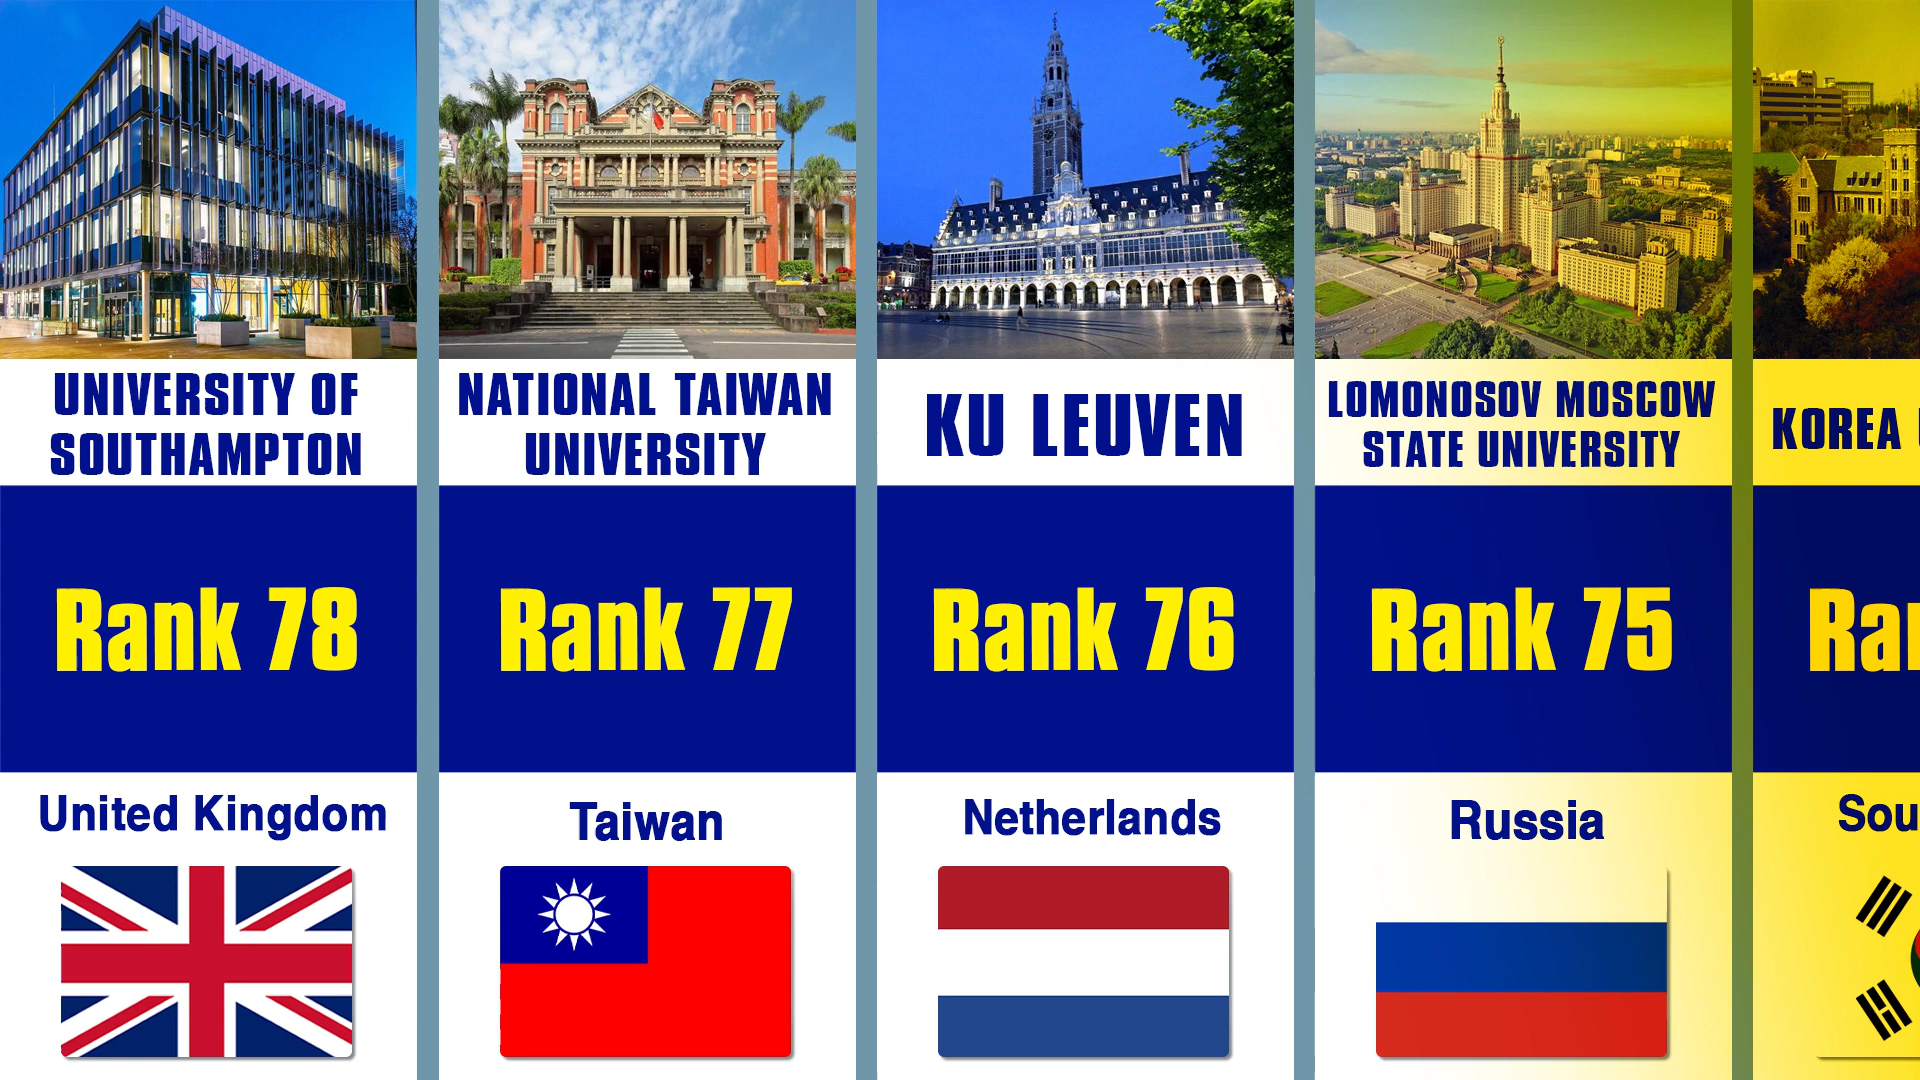 UNIVERSITY OF
SOUTHAMPTON
Rank 78
United Kingdom
NATIONAL TAIWAN
UNIVERSITY
Rank 77
Taiwan
KU LEUVEN
Rank 76
Netherlands
LOMONOSOV MOSCOW
STATE UNIVERSITY
Rank 75
Russia
KOREA